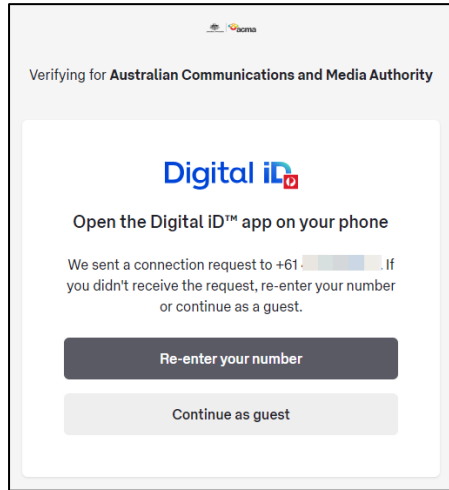 acma
Verifying for Australian Communications and Media Authority
Digital iD
Open the Digital iD™ app on your phone
We sent a connection request to +61 . If
you didn't receive the request, re-enter your number
or continue as a guest.
Re-enter your number
Continue as guest